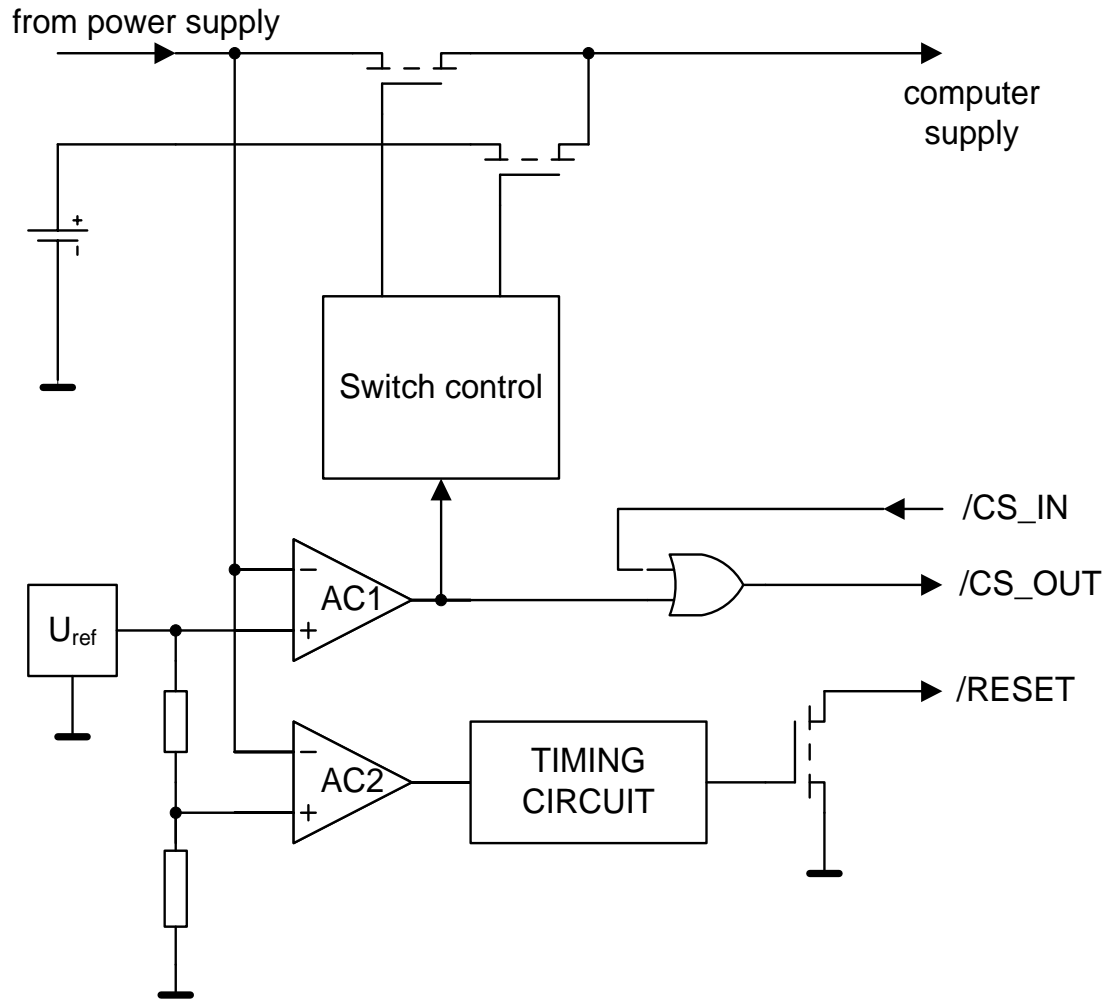 from power supply
computer
supply
+
Switch control
/CS_IN
−
AC1
/CS_OUT
Uref
+
/RESET
−
TIMING
AC2
CIRCUIT
+